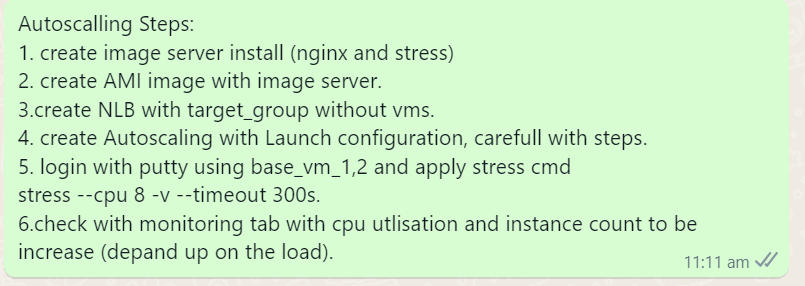 Autoscalling Steps:
1. create image server install (nginx and stress)
2. create AMI image with image server.
3.create NLB with target_group without vms.
4. create Autoscaling with Launch configuration, carefull with steps.
5. login with putty using base_vm_1,2 and apply stress cmd
stress --cpu 8 -v --timeout 300s.
6.check with monitoring tab with cpu utlisation and instance count to be
increase (depand up on the load).
11:11 am